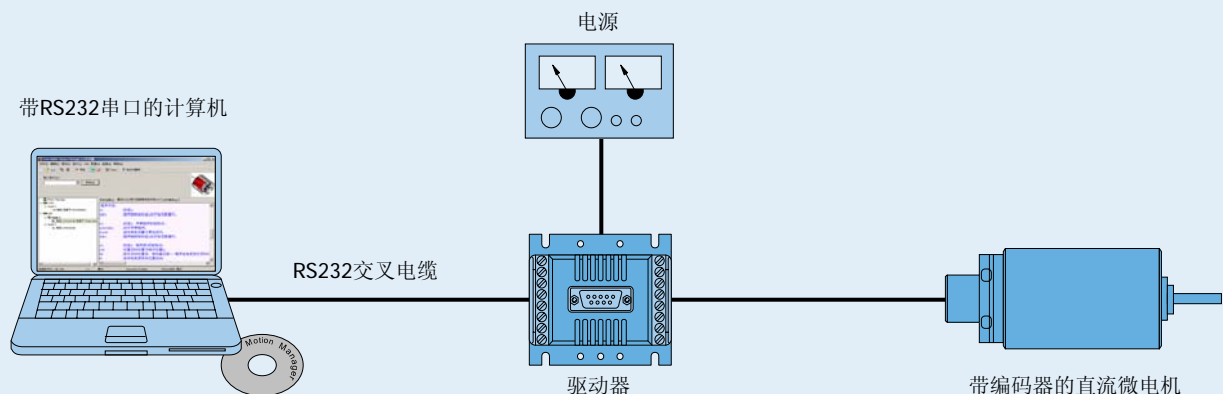 电源
带RS232串口的计算机
RS232交叉电缆
Motion Manager
驱动器
带编码器的直流微电机